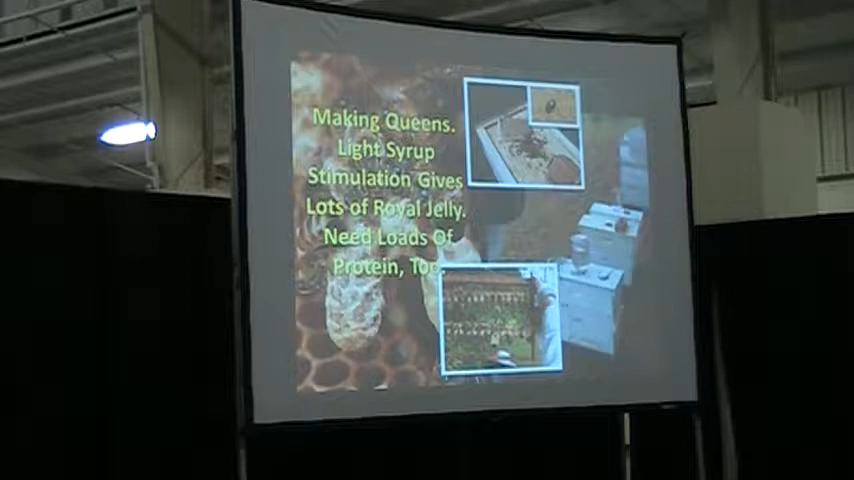 Making Queens.
Light Syrup
Stimulation Gives
Lots of Royal Jelly.
Need Loads Of
Protein, Too.